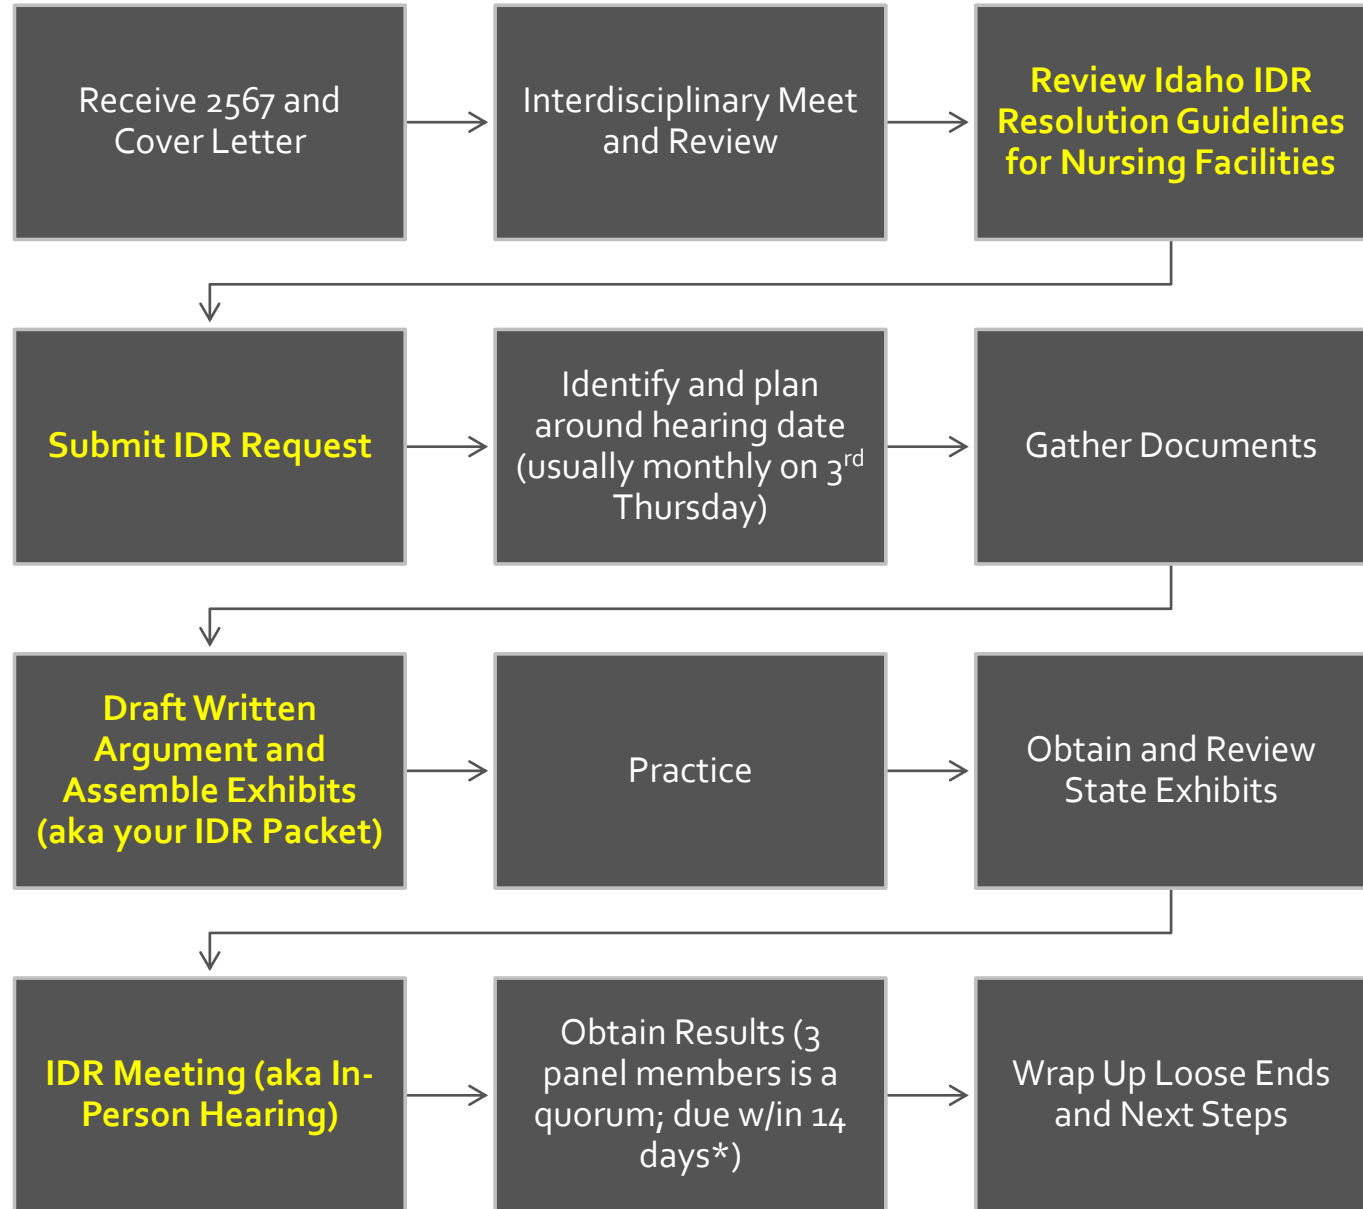 Receive 2567 and
Cover Letter
Interdisciplinary Meet
and Review
Review Idaho IDR
Resolution Guidelines
for Nursing Facilities
Submit IDR Request
Identify and plan
around hearing date
(usually monthly on 3rd
Thursday)
Gather Documents
Draft Written
Argument and
Assemble Exhibits
(aka your IDR Packet)
Practice
Obtain and Review
State Exhibits
IDR Meeting (aka In-
Person Hearing)
Obtain Results (3
panel members is a
quorum; due w/in 14
days*)
Wrap Up Loose Ends
and Next Steps